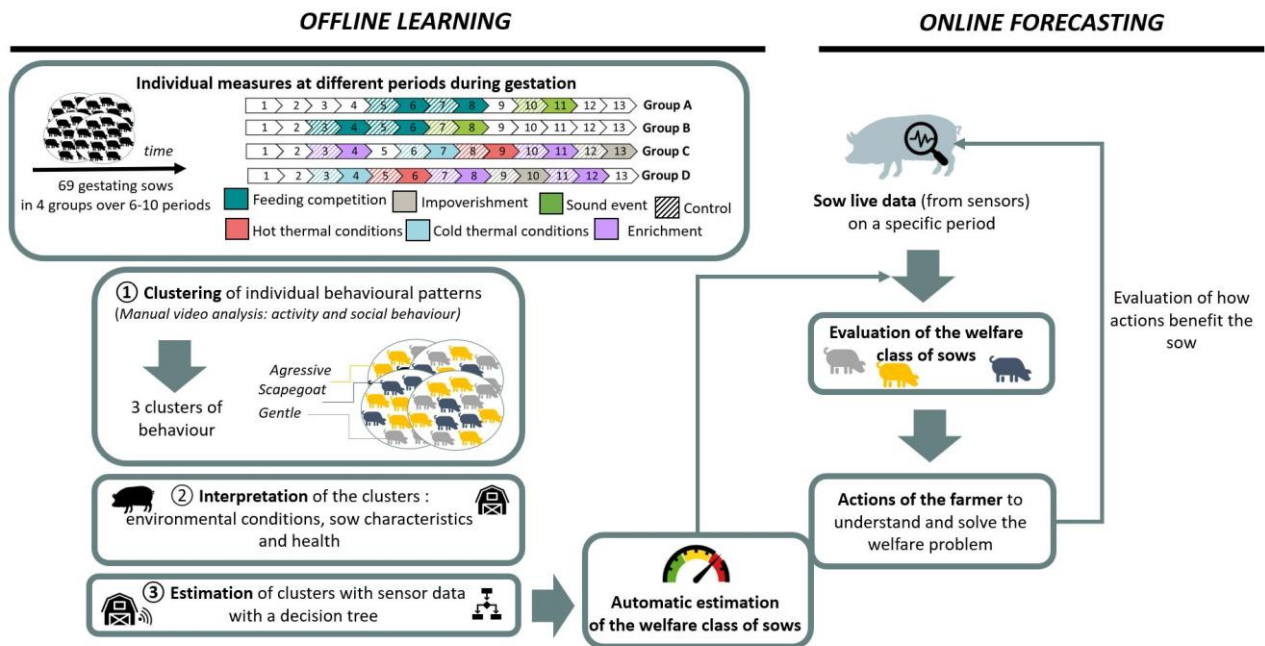 OFFLINE LEARNING
ONLINE FORECASTING
Individual measures at different periods during gestation
1 2 3 4 5 6 7 8 9 10 11 12 13 Group A
1 2 3 4 5 6 7 8 9 10 11 12 13 Group B
1 2 3 4 5 6 7 8 9 10 11 12 13 Group C
1 2 3 4 5 6 7 8 9 10 11 12 13 Group D
time
69 gestating sows
in 4 groups over 6-10 periods
Feeding competition Impoverishment Sound event Control
Hot thermal conditions Cold thermal conditions Enrichment
① Clustering of individual behavioural patterns
(Manual video analysis: activity and social behaviour)
3 clusters of
behaviour
Agressive
Scapegoat
Gentle
② Interpretation of the clusters :
environmental conditions, sow characteristics
and health
③ Estimation of clusters with sensor data
with a decision tree
Automatic estimation
of the welfare class of sows
Sow live data (from sensors)
on a specific period
Evaluation of the welfare
class of sows
Actions of the farmer to
understand and solve the
welfare problem
Evaluation of how
actions benefit the
sow